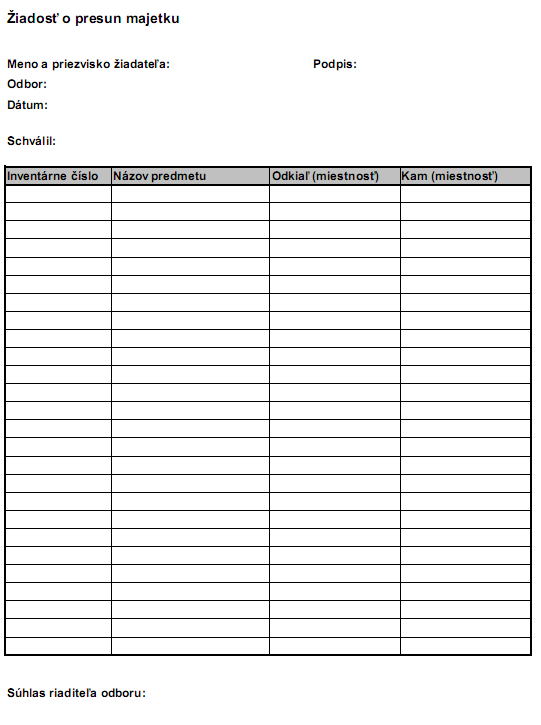 Žiadosť o presun majetku
Meno a priezvisko žiadateľa: Podpis:
Odbor:
Dátum:
Schválil:
Inventárne číslo Názov predmetu Odkiaľ (miestnosť) Kam (miestnosť)
Súhlas riaditeľa odboru: